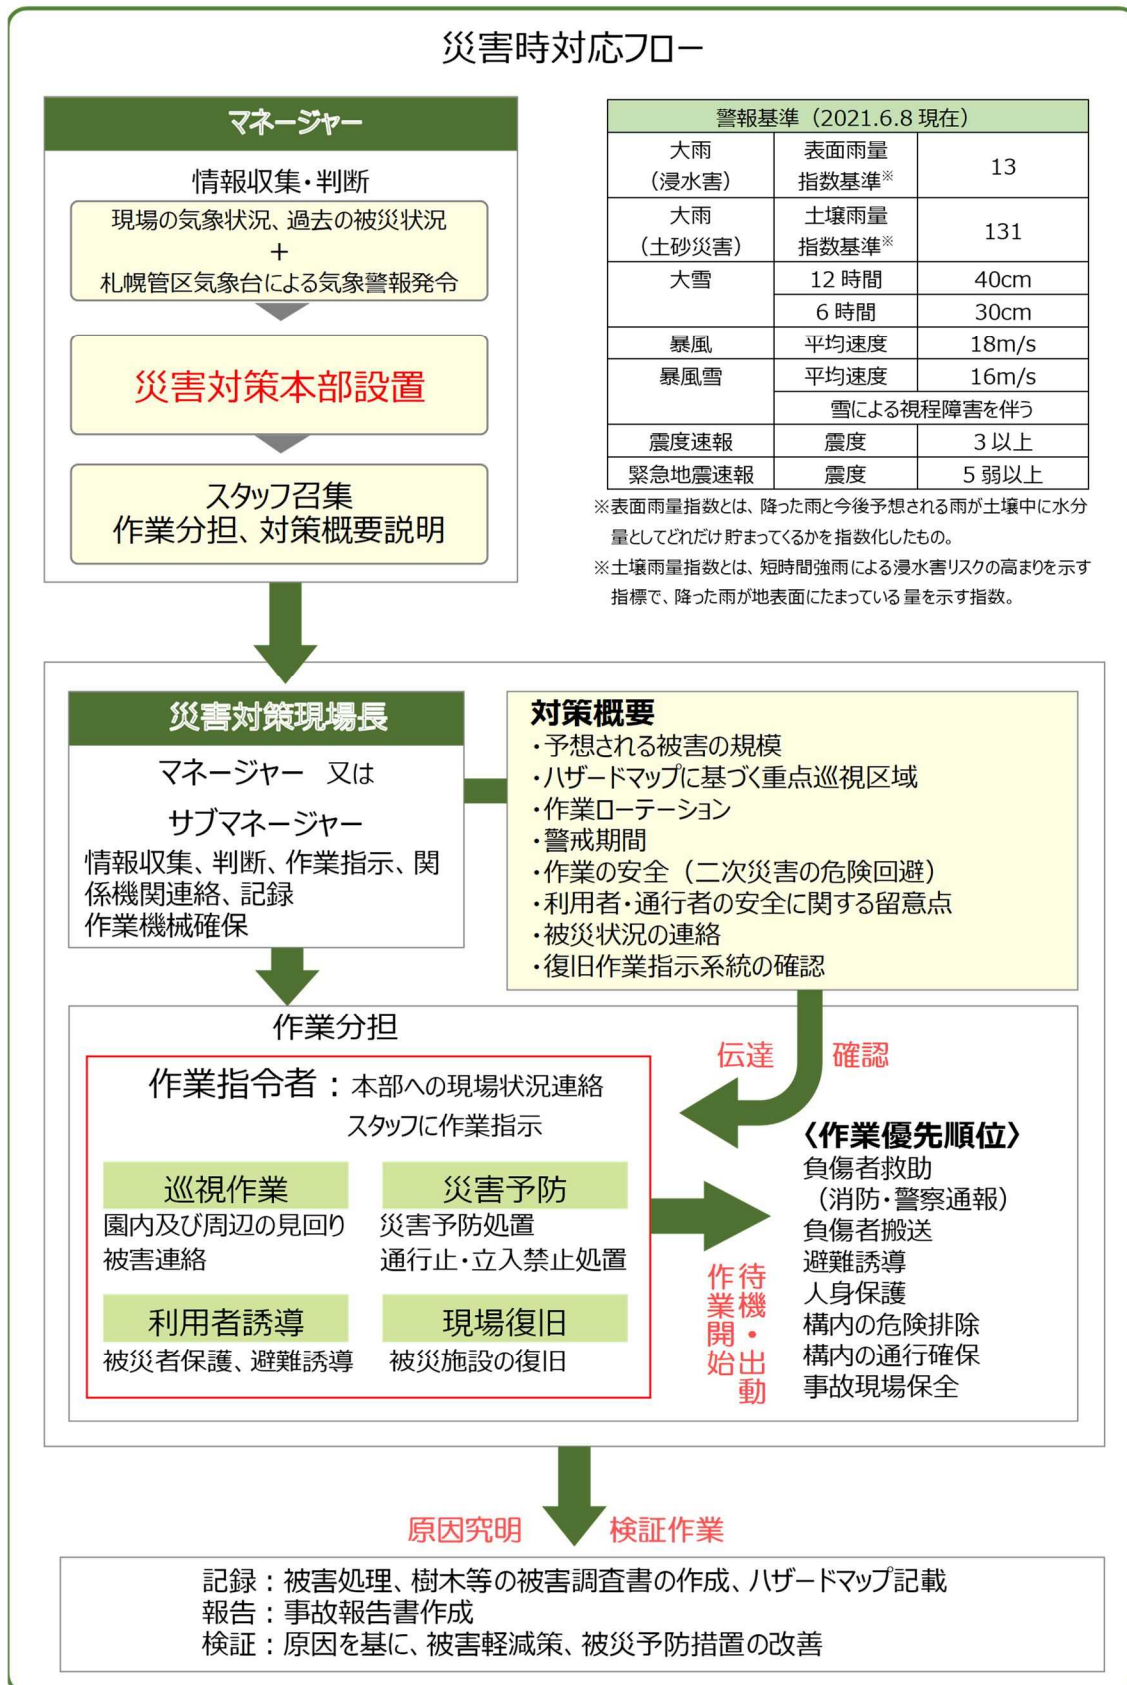 災害時対応フロー
マネージャー
情報収集・判断
現場の気象状況、過去の被災状況
+
札幌管区気象台による気象警報発令
災害対策本部設置
スタッフ召集
作業分担、対策概要説明
警報基準（2021.6.8 現在）
大雨
（浸水害）
表面雨量
指数基準※
13
大雨
（土砂災害）
土壌雨量
指数基準※
131
大雪
12 時間
40cm
6 時間
30cm
暴風
平均速度
18m/s
暴風雪
平均速度
16m/s
雪による視程障害を伴う
震度速報
震度
3 以上
緊急地震速報
震度
5 弱以上
※表面雨量指数とは、降った雨と今後予想される雨が土壌中に水分
量としてどれだけ貯まってくるかを指数化したもの。
※土壌雨量指数とは、短時間強雨による浸水害リスクの高まりを示す
指標で、降った雨が地表面にたまっている量を示す指数。
災害対策現場長
マネージャー 又は
サブマネージャー
情報収集、判断、作業指示、関
係機関連絡、記録
作業機械確保
対策概要
・予想される被害の規模
・ハザードマップに基づく重点巡視区域
・作業ローテーション
・警戒期間
・作業の安全（二次災害の危険回避）
・利用者・通行者の安全に関する留意点
・被災状況の連絡
・復旧作業指示系統の確認
伝達 確認
作業分担
作業指令者：本部への現場状況連絡
スタッフに作業指示
巡視作業
園内及び周辺の見回り
被害連絡
災害予防
災害予防処置
通行止・立入禁止処置
利用者誘導
被災者保護、避難誘導
現場復旧
被災施設の復旧
待機・出動
作業開始
〈作業優先順位〉
負傷者救助
（消防・警察通報）
負傷者搬送
避難誘導
人身保護
構内の危険排除
構内の通行確保
事故現場保全
原因究明 検証作業
記録：被害処理、樹木等の被害調査書の作成、ハザードマップ記載
報告：事故報告書作成
検証：原因を基に、被害軽減策、被災予防措置の改善